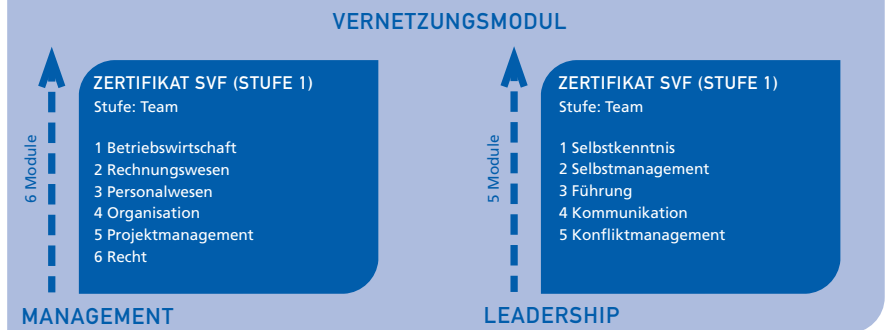 VERNETZUNGSMODUL
6 Module
ZERTIFIKAT SVF (STUFE 1)
Stufe: Team
1 Betriebswirtschaft
2 Rechnungswesen
3 Personalwesen
4 Organisation
5 Projektmanagement
6 Recht
MANAGEMENT
5 Module
ZERTIFIKAT SVF (STUFE 1)
Stufe: Team
1 Selbstkenntnis
2 Selbstmanagement
3 Führung
4 Kommunikation
5 Konfliktmanagement
LEADERSHIP